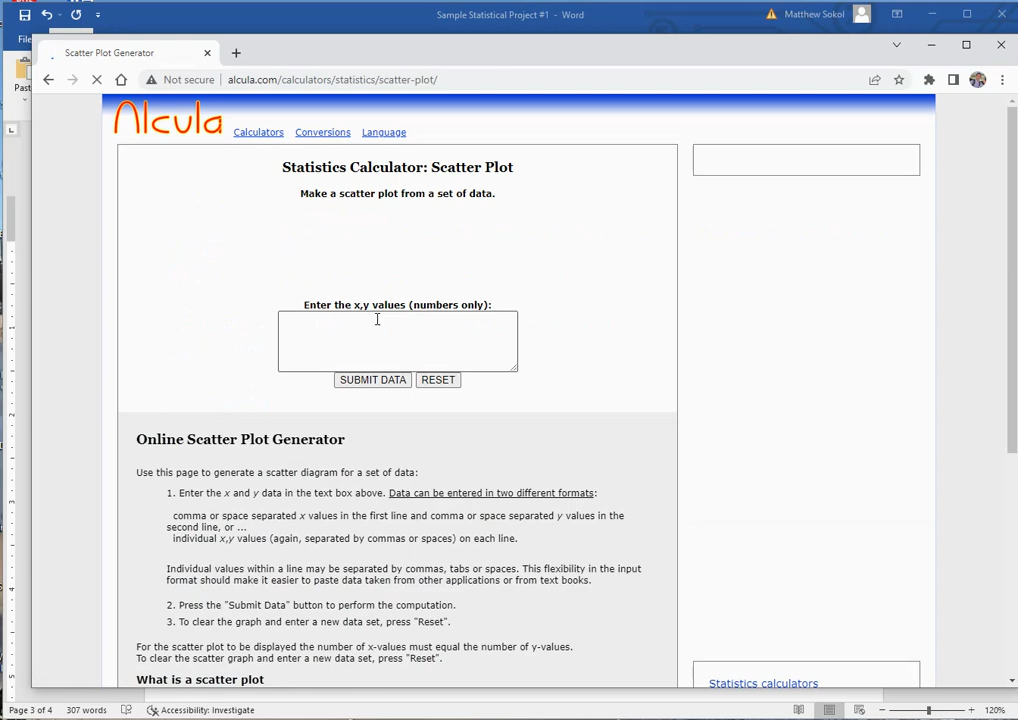 Sample Statistical Project #1 - Word
Matthew Sokol
File
Scatter Plot Generator
Past
Not secure alcula.com/calculators/statistics/scatter-plot/
Alcula
Calculators Conversions Language
Statistics Calculator: Scatter Plot
Make a scatter plot from a set of data.
Enter the x,y values (numbers only):
SUBMIT DATA RESET
Online Scatter Plot Generator
Use this page to generate a scatter diagram for a set of data:
1. Enter the x and y data in the text box above. Data can be entered in two different formats:
comma or space separated x values in the first line and comma or space separated y values in the
second line, or ...
individual x,y values (again, separated by commas or spaces) on each line.
Individual values within a line may be separated by commas, tabs or spaces. This flexibility in the input
format should make it easier to paste data taken from other applications or from text books.
2. Press the "Submit Data" button to perform the computation.
3. To clear the graph and enter a new data set, press "Reset".
For the scatter plot to be displayed the number of x-values must equal the number of y-values.
To clear the scatter graph and enter a new data set, press "Reset".
What is a scatter plot
Statistics calculators
Page 3 of 4 307 words Accessibility: Investigate 120%